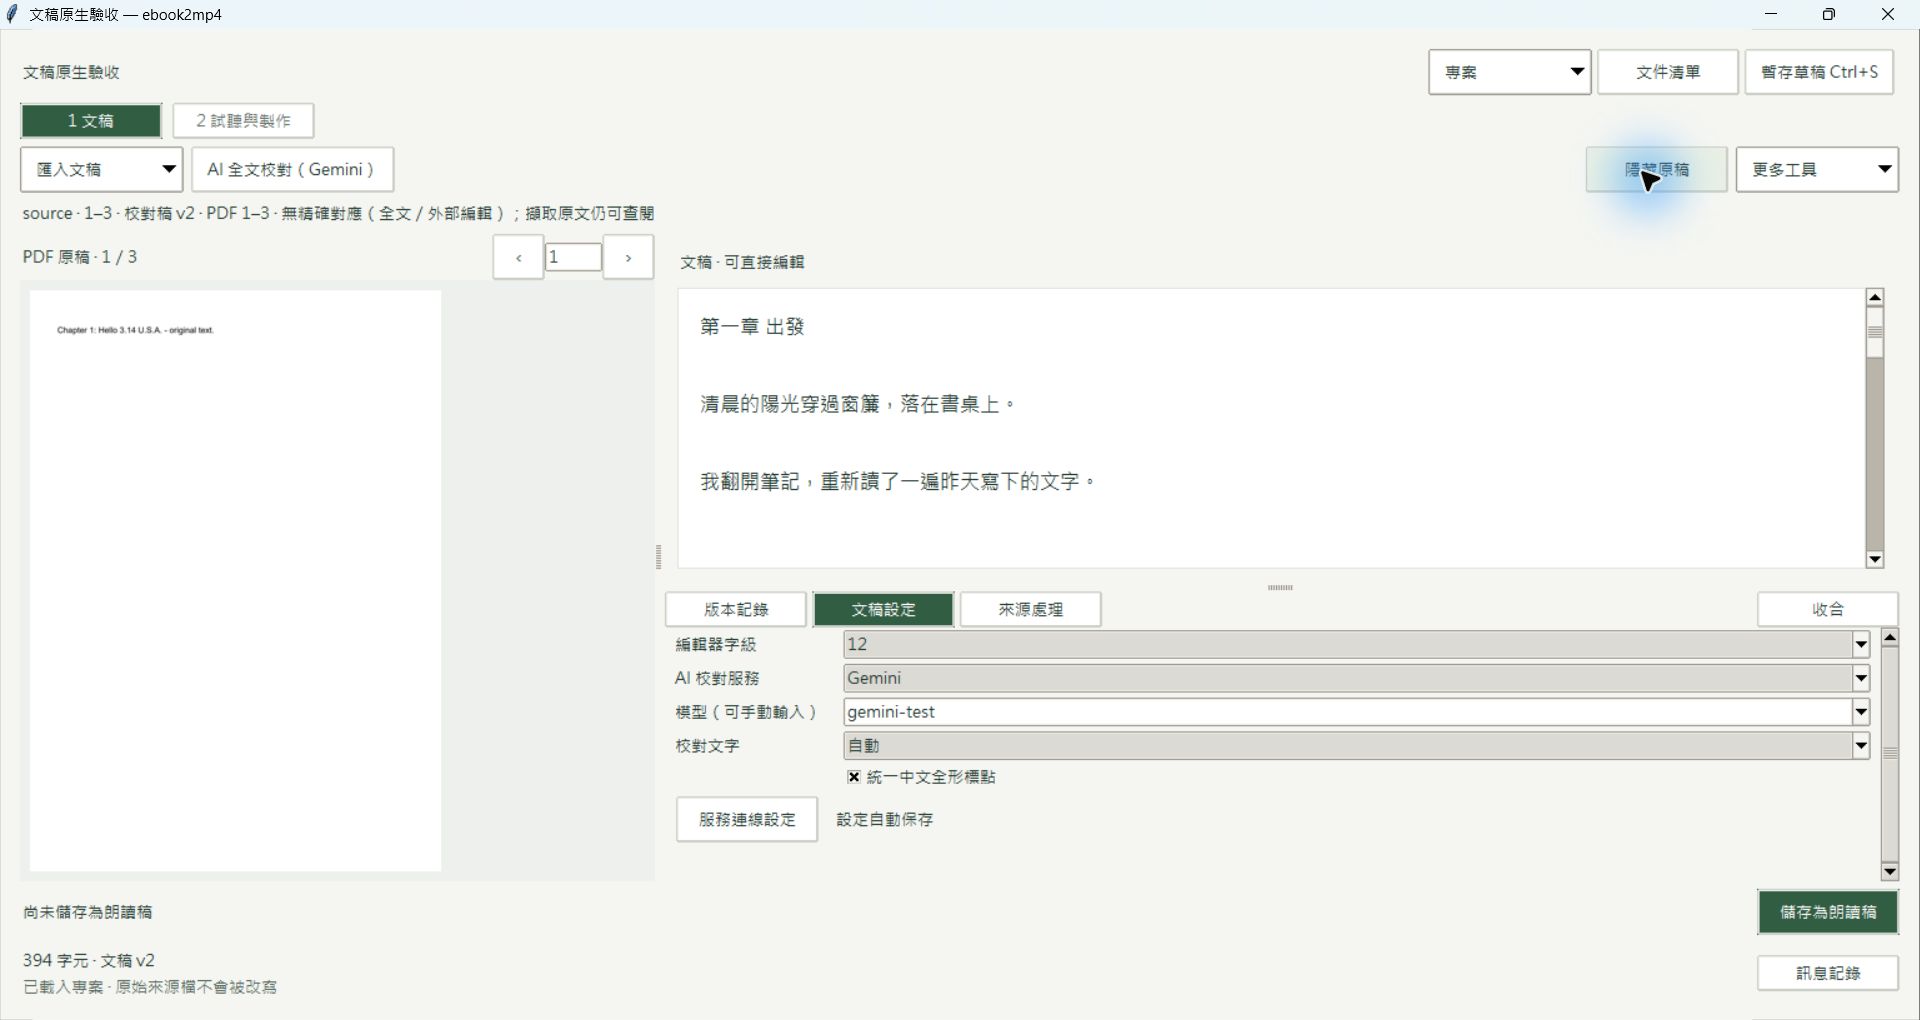 文稿原生驗收 — ebook2mp4
文稿原生驗收
專案
文件清單
暫存草稿 Ctrl+S
1 文稿
2 試聽與製作
匯入文稿
AI 全文校對（Gemini）
隱藏原稿
更多工具
source · 1–3 · 校對稿 v2 · PDF 1–3 · 無精確對應（全文 / 外部編輯）；擷取原文仍可查閱
PDF 原稿 · 1 / 3
‹
1
›
Chapter 1: Hello 3.14 U.S.A. - original text.
文稿 · 可直接編輯
第一章 出發
清晨的陽光穿過窗簾，落在書桌上。
我翻開筆記，重新讀了一遍昨天寫下的文字。
版本記錄
文稿設定
來源處理
收合
編輯器字級
12
AI 校對服務
Gemini
模型（可手動輸入）
gemini-test
校對文字
自動
統一中文全形標點
服務連線設定
設定自動保存
尚未儲存為朗讀稿
儲存為朗讀稿
394 字元 · 文稿 v2
已載入專案 · 原始來源檔不會被改寫
訊息記錄